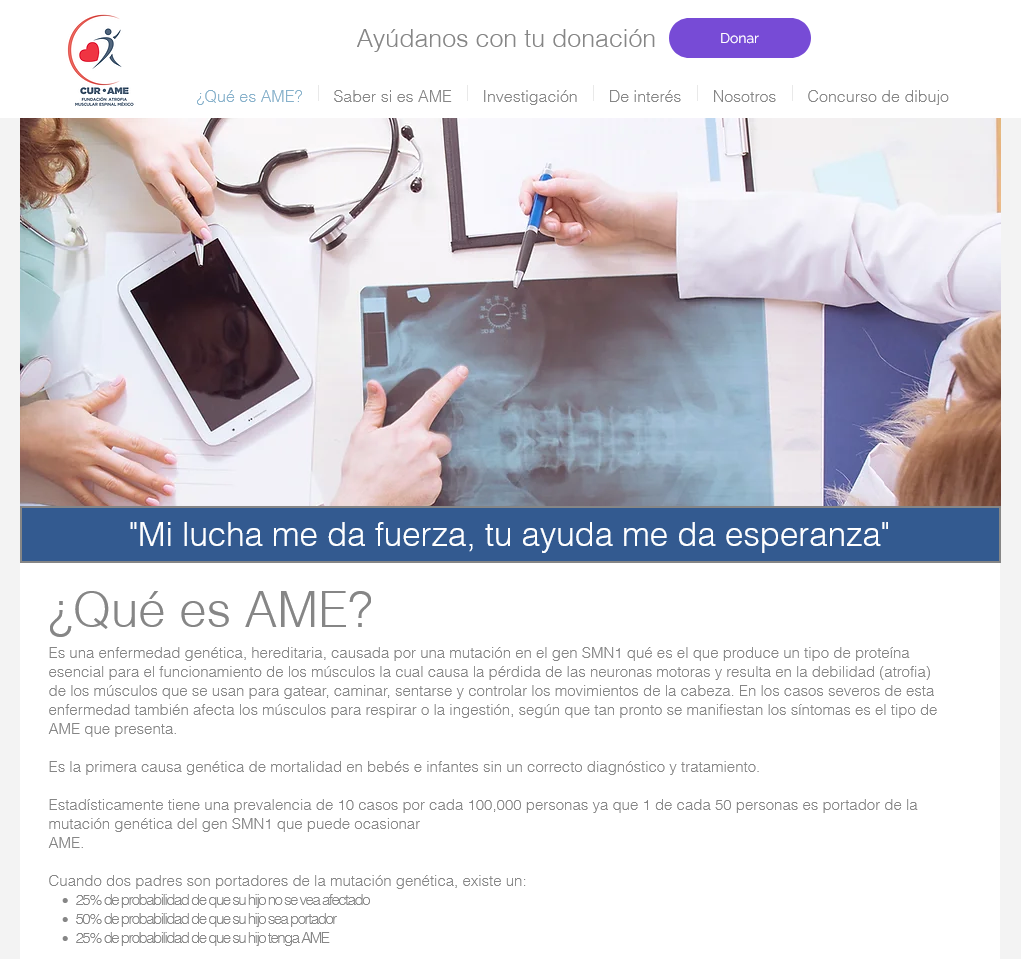 Ayúdanos con tu donación
Donar
CUR•AME
FUNDACIÓN ATROFIA
MUSCULAR ESPINAL MÉXICO
¿Qué es AME?
Saber si es AME
Investigación
De interés
Nosotros
Concurso de dibujo
"Mi lucha me da fuerza, tu ayuda me da esperanza"
¿Qué es AME?
Es una enfermedad genética, hereditaria, causada por una mutación en el gen SMN1 qué es el que produce un tipo de proteína
esencial para el funcionamiento de los músculos la cual causa la pérdida de las neuronas motoras y resulta en la debilidad (atrofia)
de los músculos que se usan para gatear, caminar, sentarse y controlar los movimientos de la cabeza. En los casos severos de esta
enfermedad también afecta los músculos para respirar o la ingestión, según que tan pronto se manifiestan los síntomas es el tipo de
AME que presenta.
Es la primera causa genética de mortalidad en bebés e infantes sin un correcto diagnóstico y tratamiento.
Estadísticamente tiene una prevalencia de 10 casos por cada 100,000 personas ya que 1 de cada 50 personas es portador de la
mutación genética del gen SMN1 que puede ocasionar
AME.
Cuando dos padres son portadores de la mutación genética, existe un:
• 25% de probabilidad de que su hijo no se vea afectado
• 50% de probabilidad de que su hijo sea portador
• 25% de probabilidad de que su hijo tenga AME